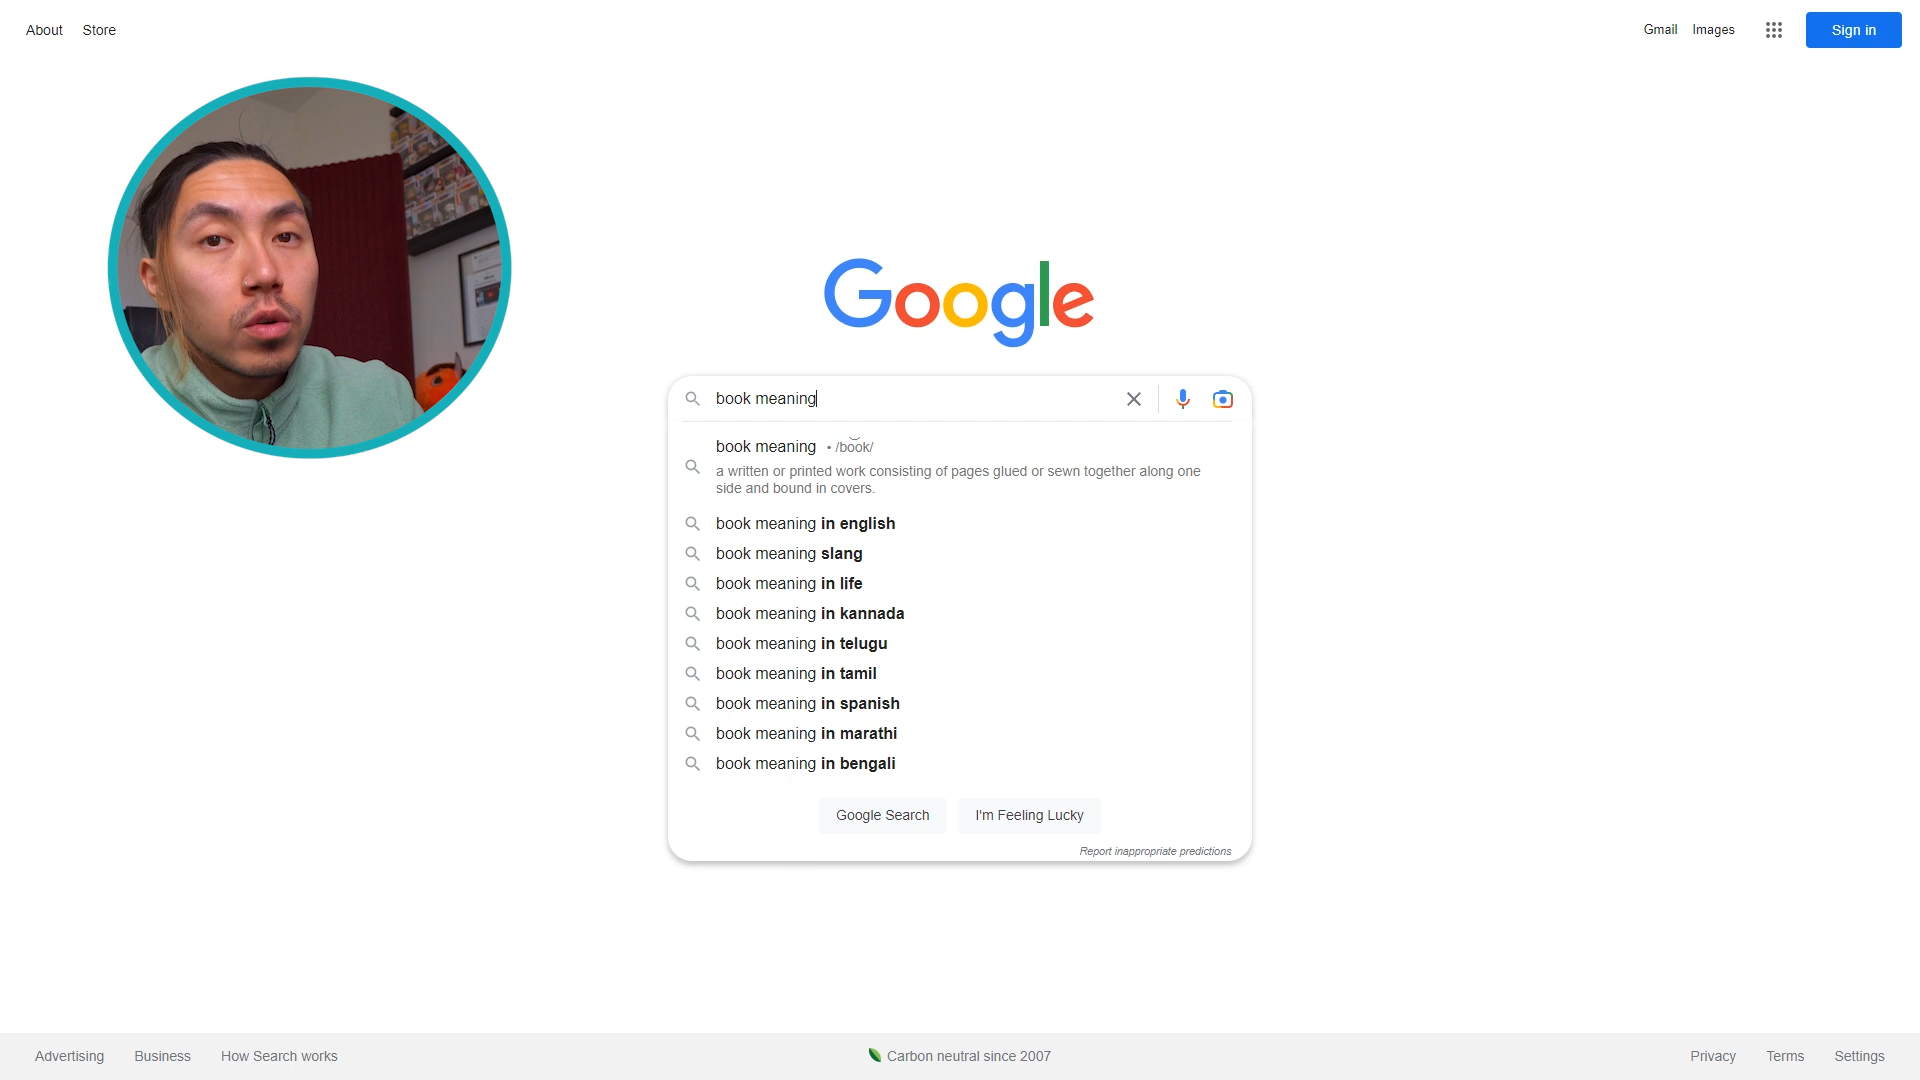 About Store
Gmail Images
Sign in
Google
book meaning
book meaning • /bo͝ok/
a written or printed work consisting of pages glued or sewn together along one
side and bound in covers.
book meaning in english
book meaning slang
book meaning in life
book meaning in kannada
book meaning in telugu
book meaning in tamil
book meaning in spanish
book meaning in marathi
book meaning in bengali
Google Search I'm Feeling Lucky
Report inappropriate predictions
Advertising Business How Search works
Carbon neutral since 2007
Privacy Terms Settings